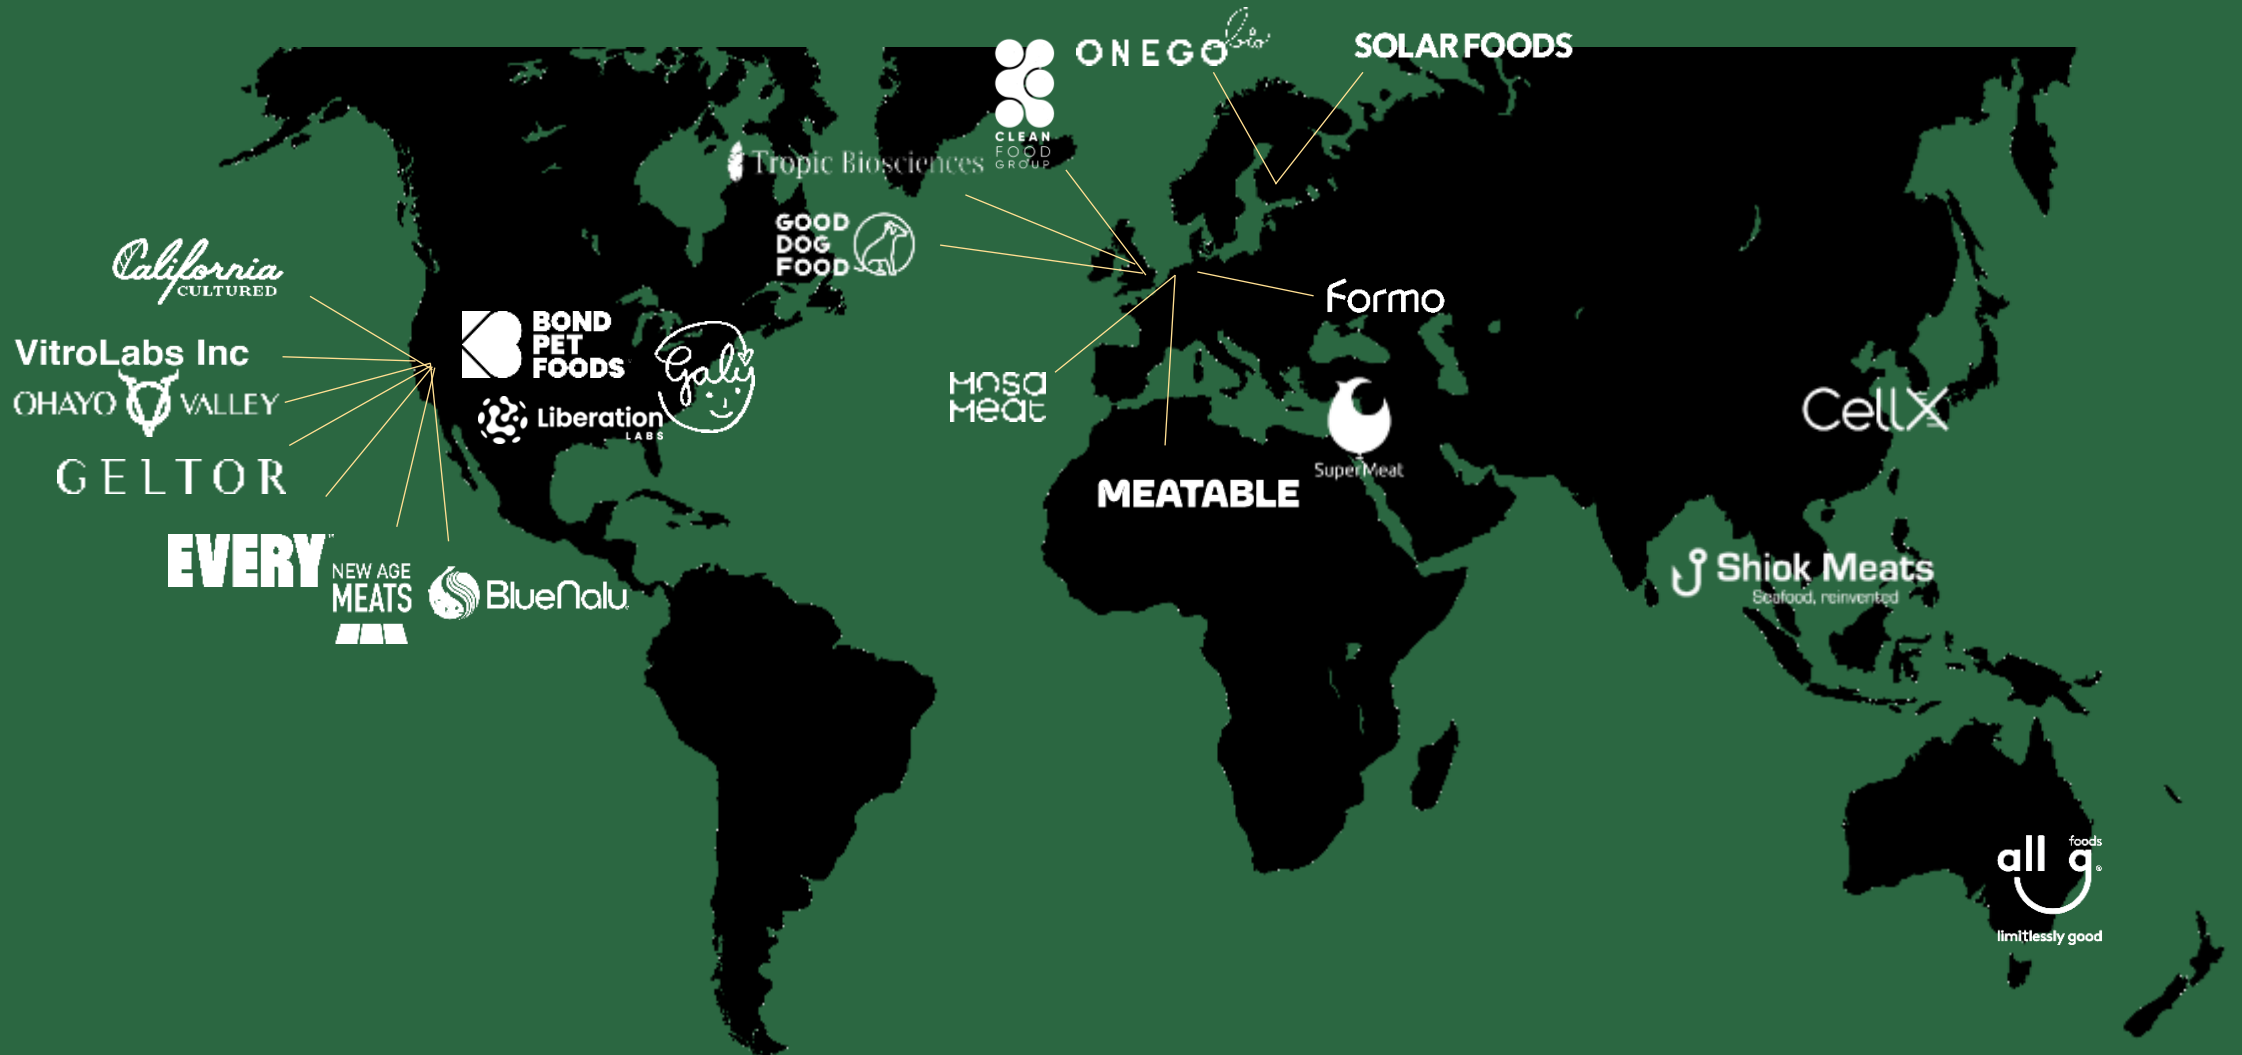 ONEGO bio
SOLAR FOODS
CLEAN
FOOD
GROUP
Tropic Biosciences
GOOD
DOG
FOOD
California
CULTURED
VitroLabs Inc
OHAYO VALLEY
GELTOR
EVERY
NEW AGE
MEATS
BlueNalu
BOND
PET
FOODS
Galy
Liberation
LABS
Formo
Mosa
Meat
MEATABLE
SuperMeat
CellX
Shiok Meats
Seafood, reinvented
foods
all g
limitlessly good